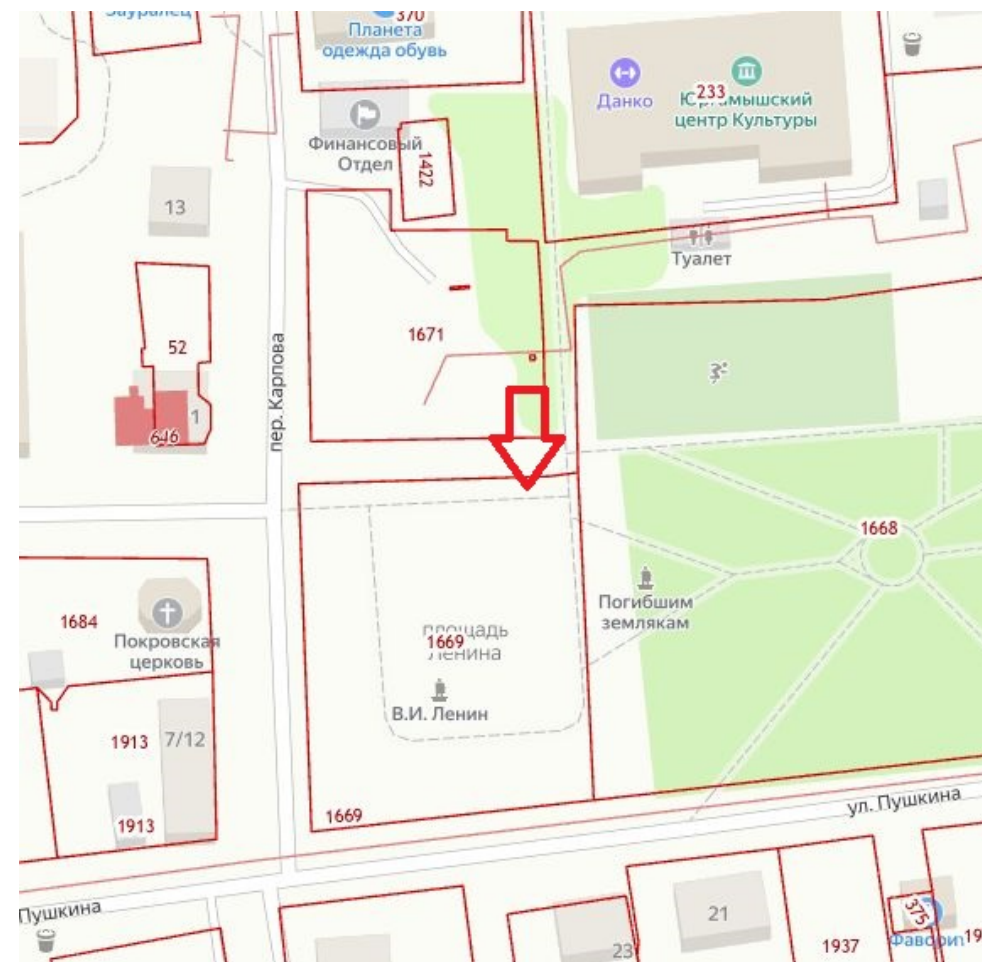 Зауралец
370
Планета
одежда обувь
Данко
233
Юргамышский
центр Культуры
Финансовый
Отдел
1422
13
Туалет
52
1671
пер. Карпова
1
646
1668
Погибшим
землякам
1684
Покровская
церковь
площадь
1669
Ленина
В.И. Ленин
1913
7/12
1913
1669
ул. Пушкина
Пушкина
21
23
1937
375
Фаворит
19